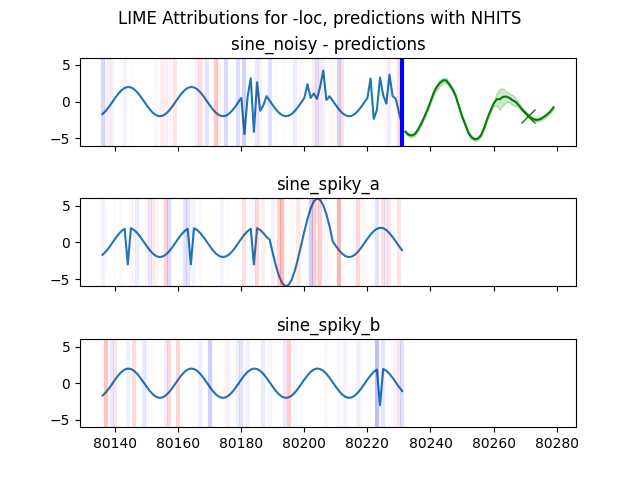 LIME Attributions for -loc, predictions with NHITS
sine_noisy - predictions
5
0
−5
sine_spiky_a
5
0
−5
sine_spiky_b
5
0
−5
80140 80160 80180 80200 80220 80240 80260 80280